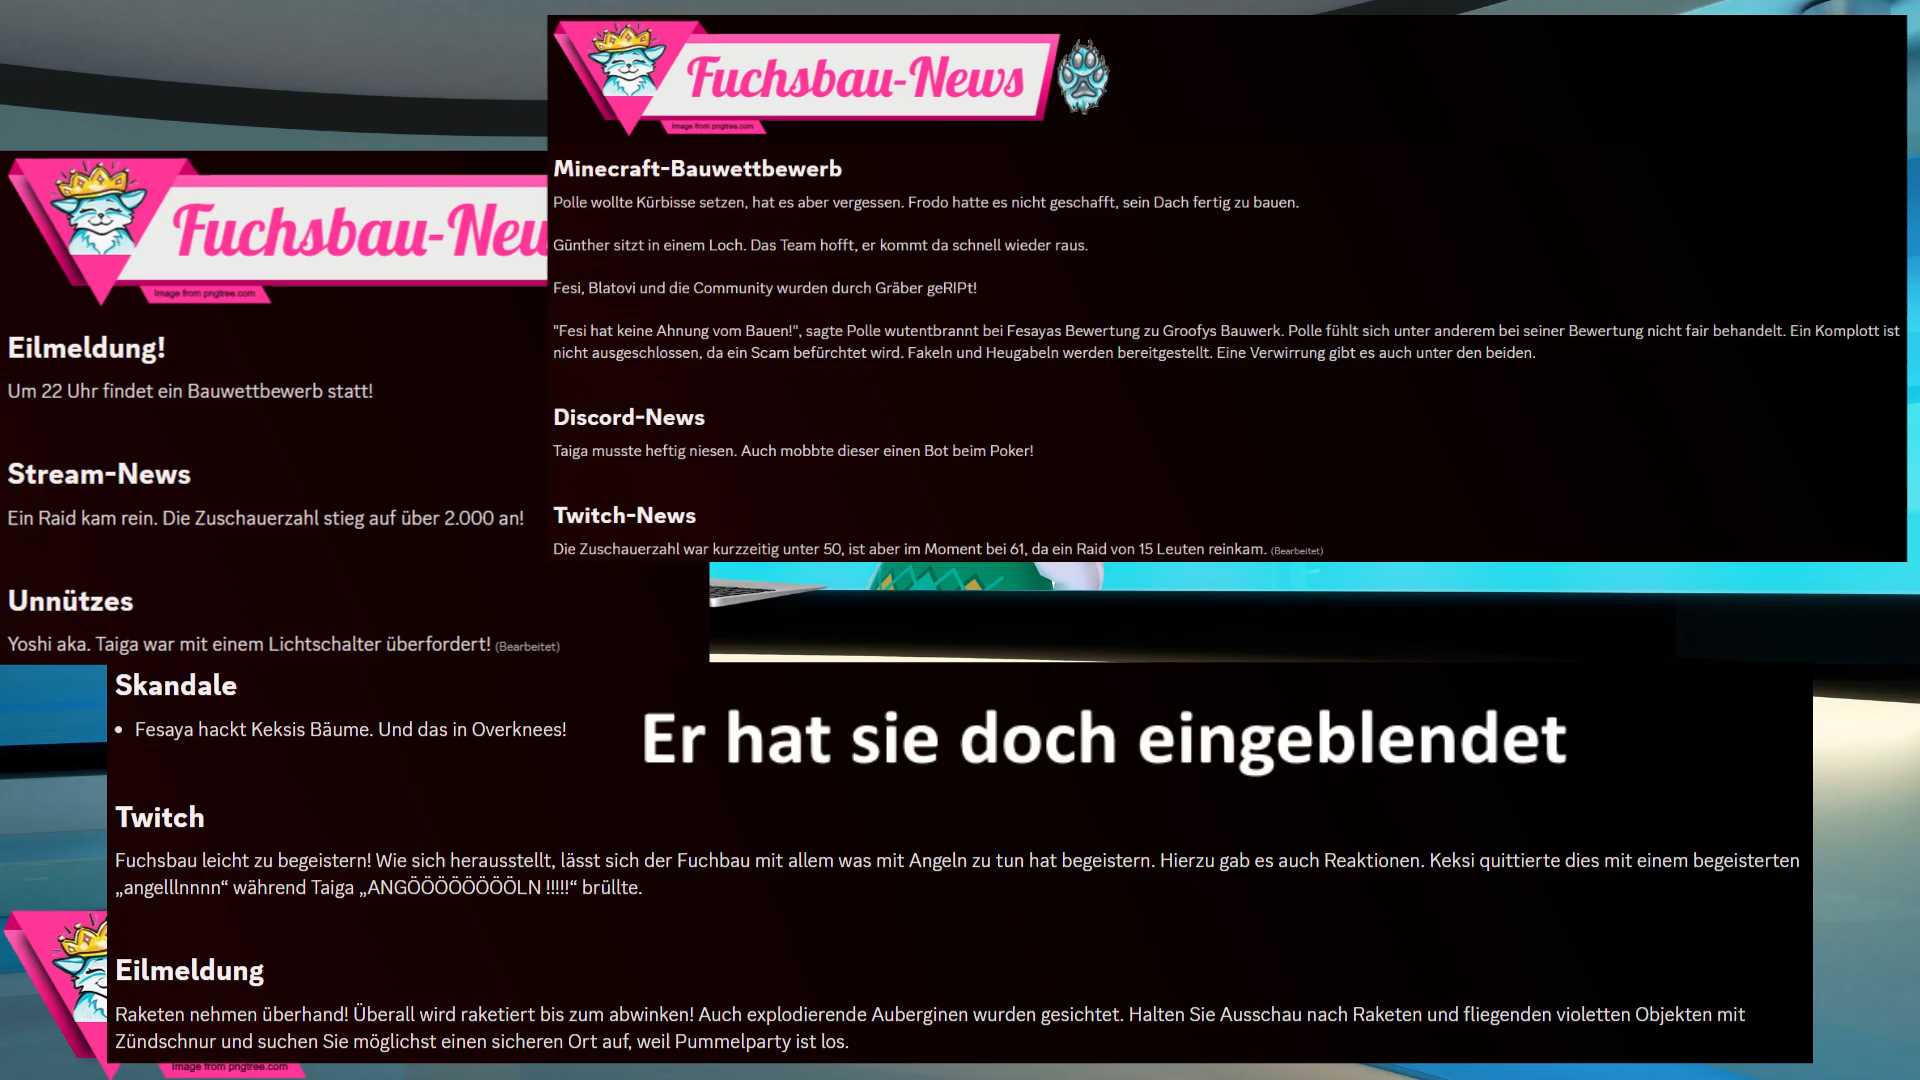 Fuchsbau-News
Image from pngtree.com
Minecraft-Bauwettbewerb
Polle wollte Kürbisse setzen, hat es aber vergessen. Frodo hatte es nicht geschafft, sein Dach fertig zu bauen.
Günther sitzt in einem Loch. Das Team hofft, er kommt da schnell wieder raus.
Fesi, Blatovi und die Community wurden durch Gräber geRIPt!
"Fesi hat keine Ahnung vom Bauen!", sagte Polle wutentbrannt bei Fesayas Bewertung zu Groofys Bauwerk. Polle fühlt sich unter anderem bei seiner Bewertung nicht fair behandelt. Ein Komplott ist
nicht ausgeschlossen, da ein Scam befürchtet wird. Fakeln und Heugabeln werden bereitgestellt. Eine Verwirrung gibt es auch unter den beiden.
Discord-News
Taiga musste heftig niesen. Auch mobbte dieser einen Bot beim Poker!
Twitch-News
Die Zuschauerzahl war kurzzeitig unter 50, ist aber im Moment bei 61, da ein Raid von 15 Leuten reinkam. (Bearbeitet)
Fuchsbau-New
Image from pngtree.com
Eilmeldung!
Um 22 Uhr findet ein Bauwettbewerb statt!
Stream-News
Ein Raid kam rein. Die Zuschauerzahl stieg auf über 2.000 an!
Unnützes
Yoshi aka. Taiga war mit einem Lichtschalter überfordert! (Bearbeitet)
Skandale
• Fesaya hackt Keksis Bäume. Und das in Overknees!
Er hat sie doch eingeblendet
Twitch
Fuchsbau leicht zu begeistern! Wie sich herausstellt, lässt sich der Fuchbau mit allem was mit Angeln zu tun hat begeistern. Hierzu gab es auch Reaktionen. Keksi quittierte dies mit einem begeisterten
„angelllnnnn“ während Taiga „ANGÖÖÖÖÖÖÖÖLN !!!!!“ brüllte.
Eilmeldung
Raketen nehmen überhand! Überall wird raketiert bis zum abwinken! Auch explodierende Auberginen wurden gesichtet. Halten Sie Ausschau nach Raketen und fliegenden violetten Objekten mit
Zündschnur und suchen Sie möglichst einen sicheren Ort auf, weil Pummelparty ist los.
Image from pngtree.com